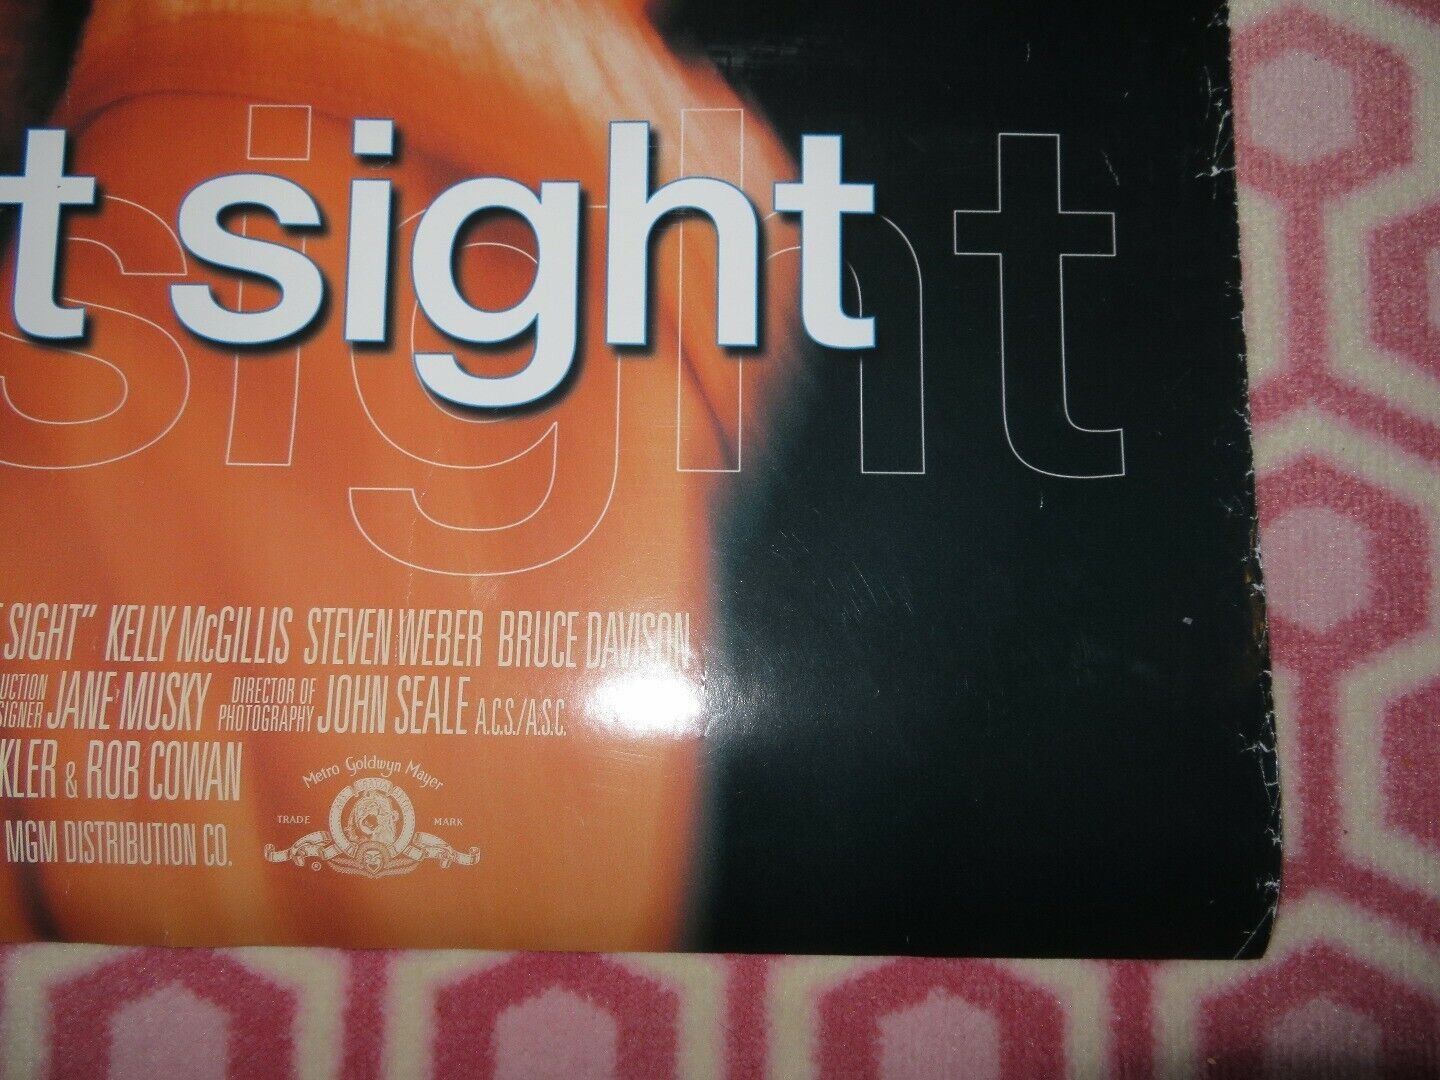 t sight
sight
SIGHT" KELLY McGILLIS STEVEN WEBER BRUCE DAVISON
UCTION SIGNER JANE MUSKY DIRECTOR OF PHOTOGRAPHY JOHN SEALE A.C.S./A.S.C.
KLER & ROB COWAN
Metro Goldwyn Mayer
TRADE MARK
®
MGM DISTRIBUTION CO.